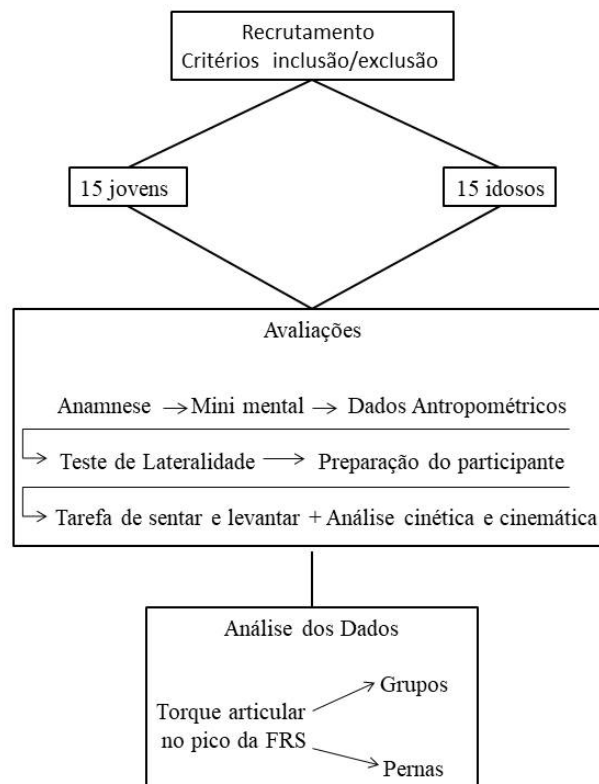 Recrutamento
Critérios inclusão/exclusão
15 jovens
15 idosos
Avaliações
Anamnese → Mini mental → Dados Antropométricos
Teste de Lateralidade → Preparação do participante
Tarefa de sentar e levantar + Análise cinética e cinemática
Análise dos Dados
Grupos
Torque articular
no pico da FRS
Pernas